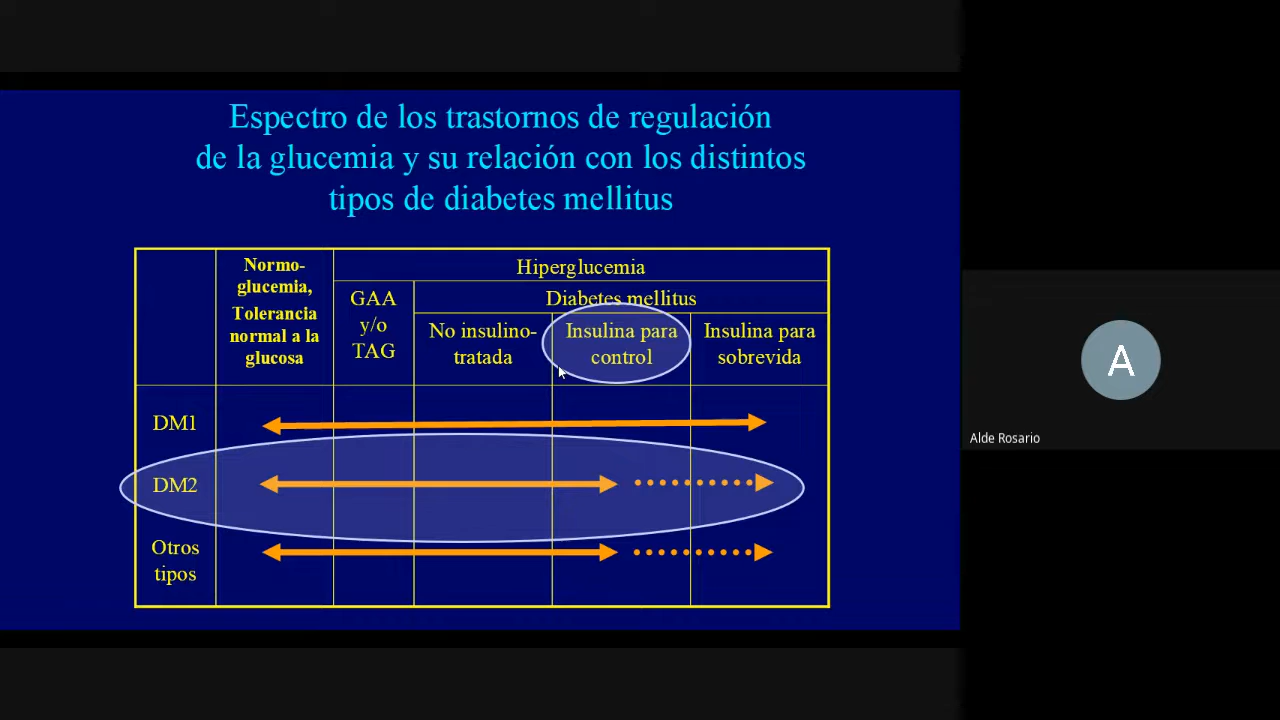 Espectro de los trastornos de regulación
de la glucemia y su relación con los distintos
tipos de diabetes mellitus
Normo-
glucemia,
Tolerancia
normal a la
glucosa
Hiperglucemia
GAA
y/o
TAG
Diabetes mellitus
No insulino-
tratada
Insulina para
control
Insulina para
sobrevida
DM1
DM2
Otros
tipos
A
Alde Rosario